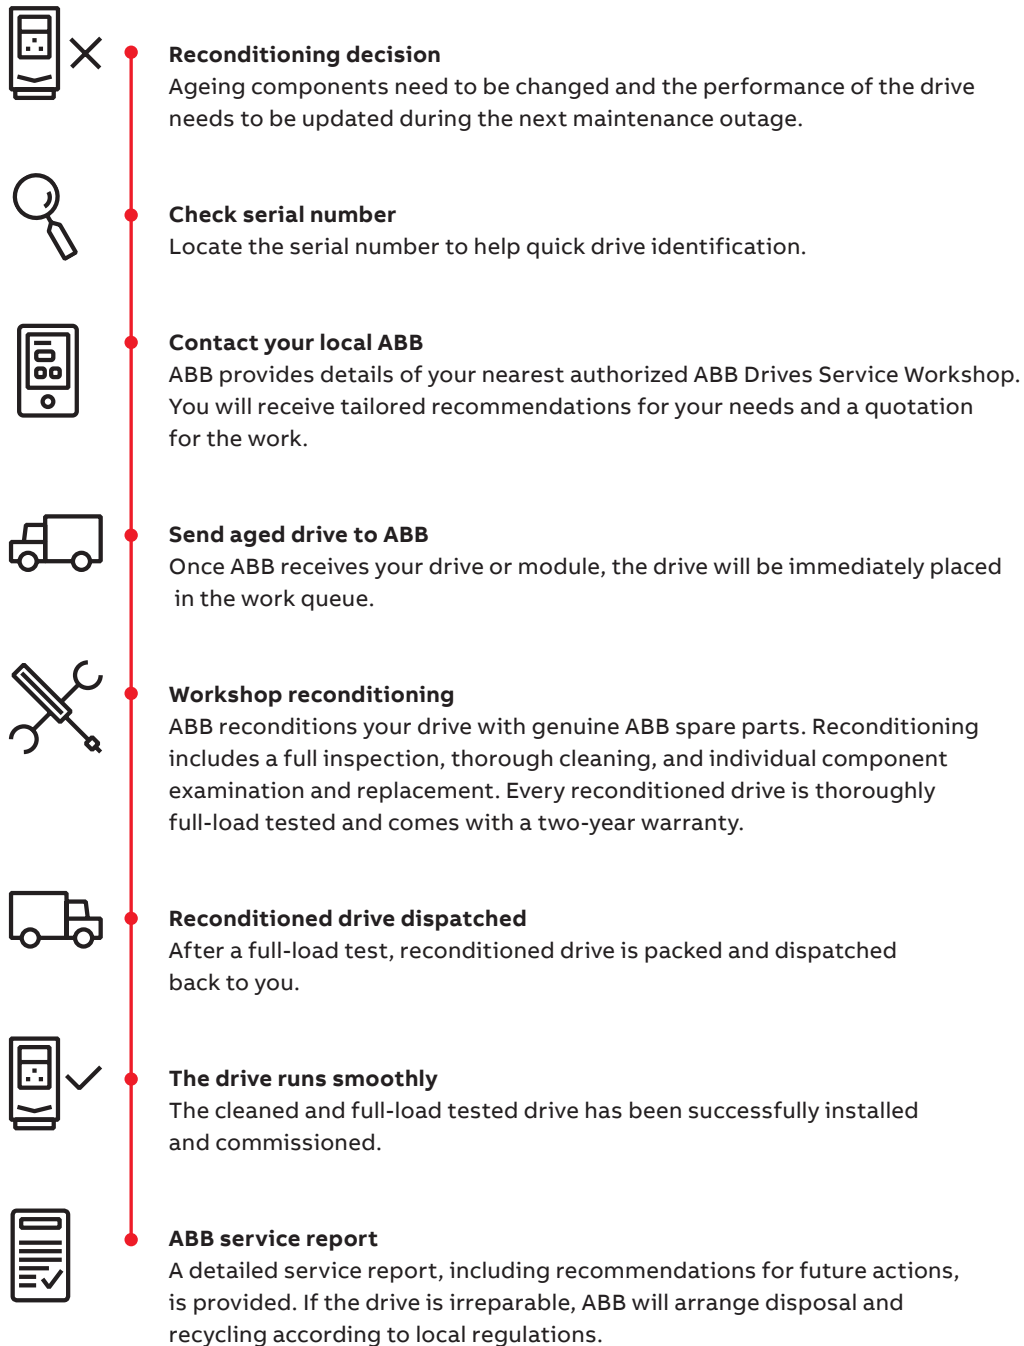 Reconditioning decision
Ageing components need to be changed and the performance of the drive
needs to be updated during the next maintenance outage.
Check serial number
Locate the serial number to help quick drive identification.
Contact your local ABB
ABB provides details of your nearest authorized ABB Drives Service Workshop.
You will receive tailored recommendations for your needs and a quotation
for the work.
Send aged drive to ABB
Once ABB receives your drive or module, the drive will be immediately placed
in the work queue.
Workshop reconditioning
ABB reconditions your drive with genuine ABB spare parts. Reconditioning
includes a full inspection, thorough cleaning, and individual component
examination and replacement. Every reconditioned drive is thoroughly
full-load tested and comes with a two-year warranty.
Reconditioned drive dispatched
After a full-load test, reconditioned drive is packed and dispatched
back to you.
The drive runs smoothly
The cleaned and full-load tested drive has been successfully installed
and commissioned.
ABB service report
A detailed service report, including recommendations for future actions,
is provided. If the drive is irreparable, ABB will arrange disposal and
recycling according to local regulations.